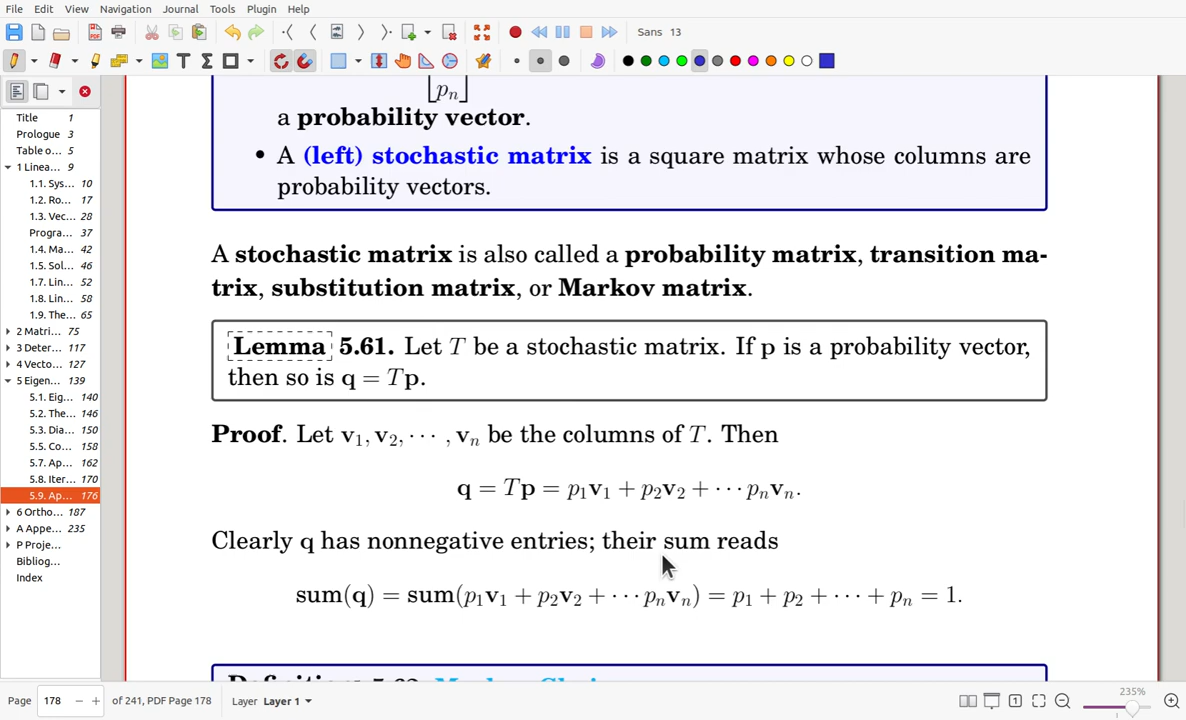 File Edit View Navigation Journal Tools Plugin Help
Sans 13
Title 1
Prologue 3
Table o... 5
1 Linea... 9
1.1. Sys... 10
1.2. Ro... 17
1.3. Vec... 28
Progra... 37
1.4. Ma... 42
1.5. Sol... 46
1.7. Lin... 52
1.8. Lin... 58
1.9. The... 65
2 Matri... 75
3 Deter... 117
4 Vecto... 127
5 Eigen... 139
5.1. Eig... 140
5.2. The... 146
5.3. Dia... 150
5.5. Co... 158
5.7. Ap... 162
5.8. Iter... 170
5.9. Ap... 176
6 Ortho... 187
A Appe... 235
P Proje...
Bibliog...
Index
⌊pₙ⌋
a probability vector.
• A (left) stochastic matrix is a square matrix whose columns are
probability vectors.
A stochastic matrix is also called a probability matrix, transition ma-
trix, substitution matrix, or Markov matrix.
Lemma 5.61. Let T be a stochastic matrix. If p is a probability vector,
then so is q = Tp.
Proof. Let v₁, v₂, ⋯ , vₙ be the columns of T. Then
q = Tp = p₁v₁ + p₂v₂ + ⋯ pₙvₙ.
Clearly q has nonnegative entries; their sum reads
sum(q) = sum(p₁v₁ + p₂v₂ + ⋯ pₙvₙ) = p₁ + p₂ + ⋯ + pₙ = 1.
Page 178 − + of 241, PDF Page 178 Layer Layer 1 235%